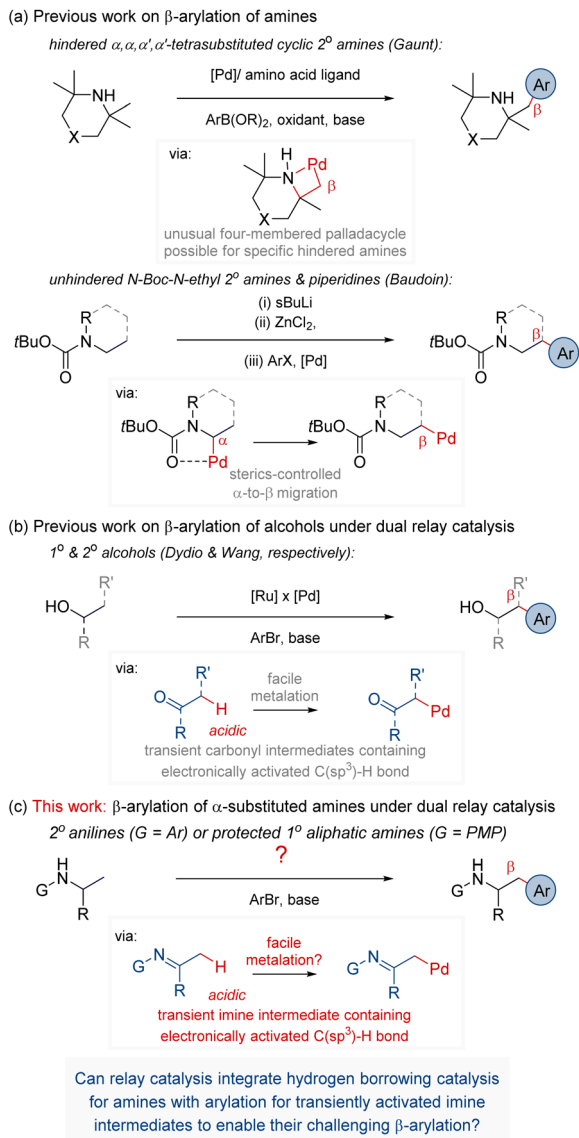 (a) Previous work on β-arylation of amines
hindered α,α,α',α'-tetrasubstituted cyclic 2º amines (Gaunt):
[Pd]/ amino acid ligand
ArB(OR)2, oxidant, base
NH
X
NH
X
Ar
β
via:
H
N
Pd
β
X
unusual four-membered palladacycle
possible for specific hindered amines
unhindered N-Boc-N-ethyl 2º amines & piperidines (Baudoin):
(i) sBuLi
(ii) ZnCl2,
(iii) ArX, [Pd]
R
N
tBuO
O
R
N
tBuO
O
β
Ar
via:
R
N
tBuO
O
α
Pd
R
N
tBuO
O
β
Pd
sterics-controlled
α-to-β migration
(b) Previous work on β-arylation of alcohols under dual relay catalysis
1º & 2º alcohols (Dydio & Wang, respectively):
R'
HO
R
[Ru] x [Pd]
ArBr, base
R'
β
HO
Ar
R
via:
R'
O
H
R
acidic
facile
metalation
R'
O
Pd
R
transient carbonyl intermediates containing
electronically activated C(sp3)-H bond
(c) This work: β-arylation of α-substituted amines under dual relay catalysis
2º anilines (G = Ar) or protected 1º aliphatic amines (G = PMP)
H
N
G
R
?
ArBr, base
H
N
G
β
Ar
R
via:
N
G
H
R
acidic
facile
metalation?
N
G
Pd
R
transient imine intermediate containing
electronically activated C(sp3)-H bond
Can relay catalysis integrate hydrogen borrowing catalysis
for amines with arylation for transiently activated imine
intermediates to enable their challenging β-arylation?